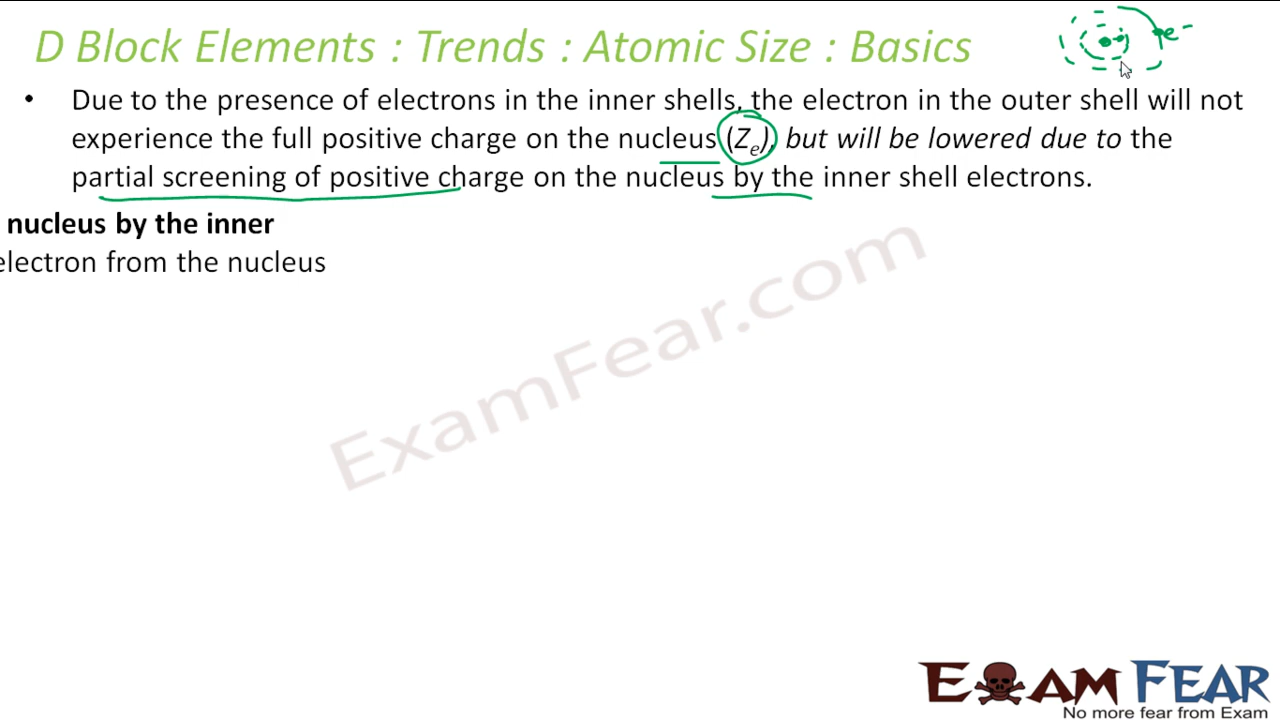 D Block Elements : Trends : Atomic Size : Basics
e-
• Due to the presence of electrons in the inner shells, the electron in the outer shell will not
experience the full positive charge on the nucleus (Ze), but will be lowered due to the
partial screening of positive charge on the nucleus by the inner shell electrons.
nucleus by the inner
electron from the nucleus
ExamFear.com
EXAM FEAR
No more fear from Exam